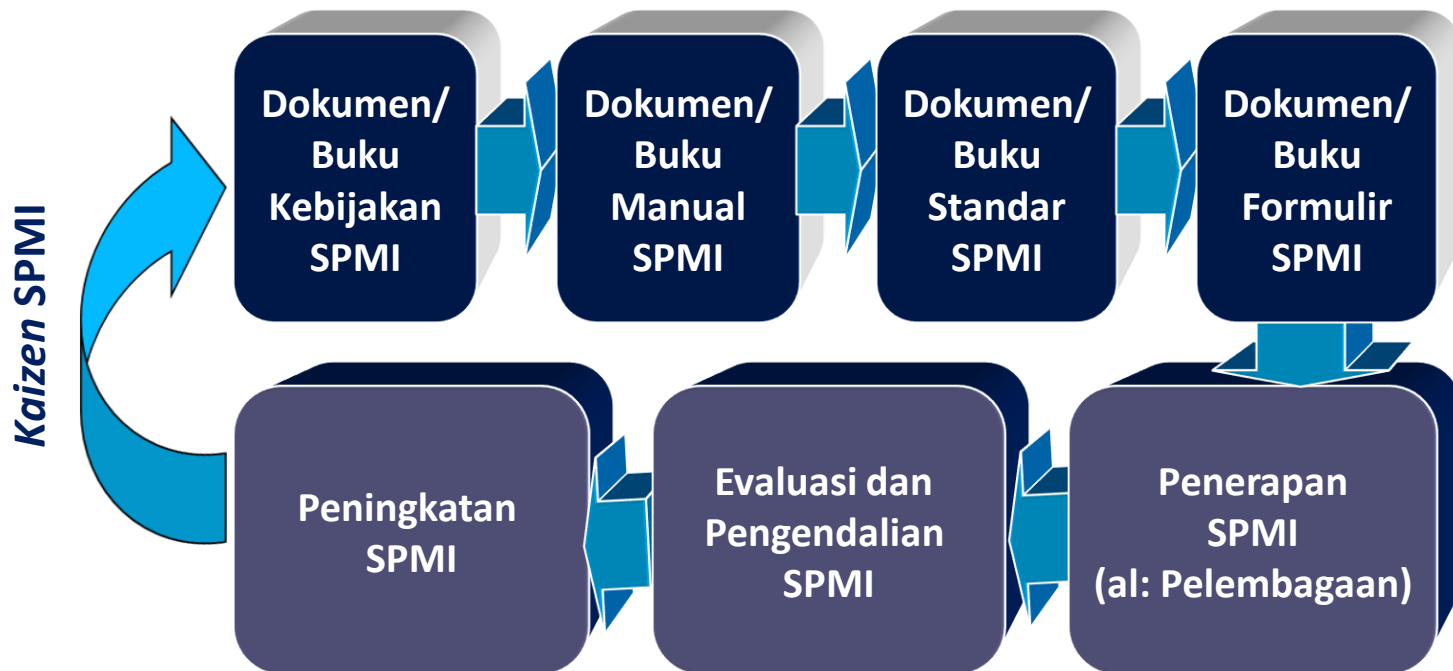 Dokumen/
Buku
Kebijakan
SPMI
Dokumen/
Buku
Manual
SPMI
Dokumen/
Buku
Standar
SPMI
Dokumen/
Buku
Formulir
SPMI
Kaizen SPMI
Peningkatan
SPMI
Evaluasi dan
Pengendalian
SPMI
Penerapan
SPMI
(al: Pelembagaan)